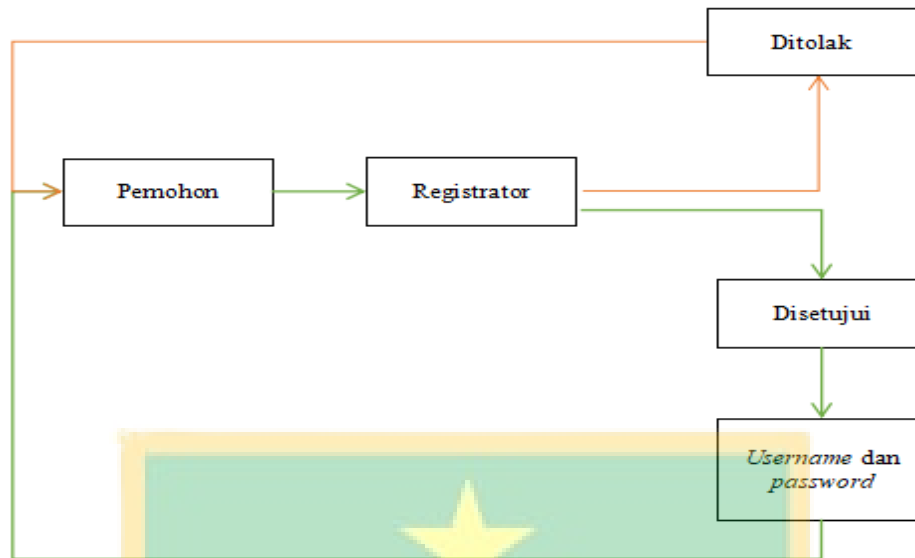 Ditolak
Pemohon
Registrator
Disetujui
Username dan
password